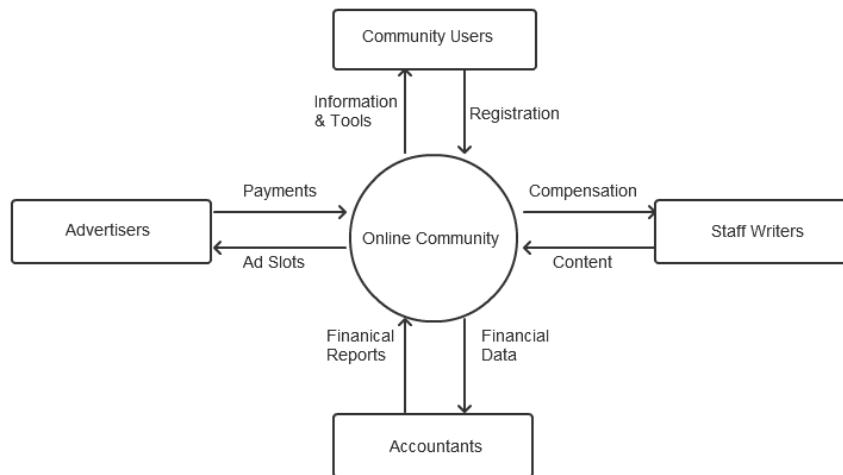 Community Users
Information
& Tools
Registration
Payments
Compensation
Advertisers
Online Community
Staff Writers
Ad Slots
Content
Finanical
Reports
Financial
Data
Accountants